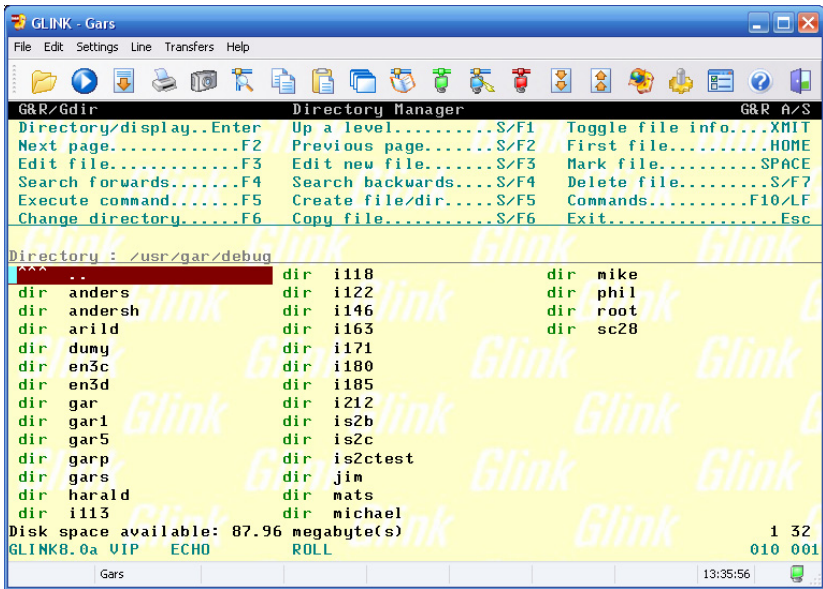 GLINK - Gars
File Edit Settings Line Transfers Help
G&R/Gdir Directory Manager G&R A/S
Directory/display..Enter Up a level..........S/F1 Toggle file info....XMIT
Next page.............F2 Previous page.......S/F2 First file..........HOME
Edit file.............F3 Edit new file.......S/F3 Mark file..........SPACE
Search forwards.......F4 Search backwards....S/F4 Delete file.........S/F7
Execute command.......F5 Create file/dir.....S/F5 Commands..........F10/LF
Change directory......F6 Copy file...........S/F6 Exit.................Esc
Directory : /usr/gar/debug
^^^ .. dir i118 dir mike
dir anders dir i122 dir phil
dir andersh dir i146 dir root
dir arild dir i163 dir sc28
dir dumy dir i171
dir en3c dir i180
dir en3d dir i185
dir gar dir i212
dir gar1 dir is2b
dir gar5 dir is2c
dir garp dir is2ctest
dir gars dir jim
dir harald dir mats
dir i113 dir michael
Disk space available: 87.96 megabyte(s) 1 32
GLINK8.0a VIP ECHO ROLL 010 001
Gars 13:35:56